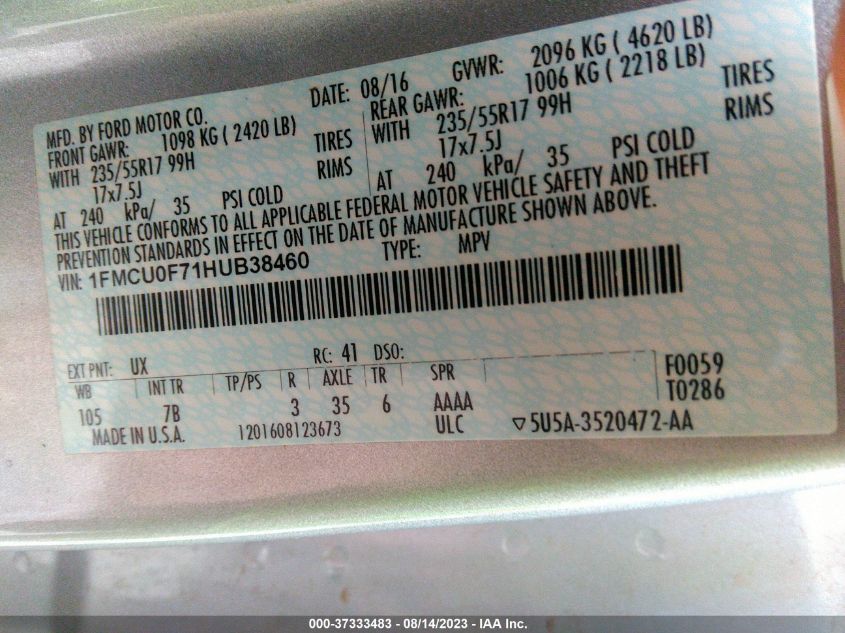 MFD. BY FORD MOTOR CO.
DATE: 08/16 GVWR: 2096 KG ( 4620 LB)
FRONT GAWR: 1098 KG ( 2420 LB) REAR GAWR: 1006 KG ( 2218 LB)
WITH 235/55R17 99H TIRES WITH 235/55R17 99H TIRES
17x7.5J RIMS 17x7.5J RIMS
AT 240 kPa/ 35 PSI COLD AT 240 kPa/ 35 PSI COLD
THIS VEHICLE CONFORMS TO ALL APPLICABLE FEDERAL MOTOR VEHICLE SAFETY AND THEFT
PREVENTION STANDARDS IN EFFECT ON THE DATE OF MANUFACTURE SHOWN ABOVE.
VIN: 1FMCU0F71HUB38460 TYPE: MPV
EXT PNT: UX RC: 41 DSO: F0059
WB INT TR TP/PS R AXLE TR SPR T0286
105 7B 3 35 6 AAAA
MADE IN U.S.A. 1201608123673 ULC ▽5U5A-3520472-AA
000-37333483 - 08/14/2023 - IAA Inc.